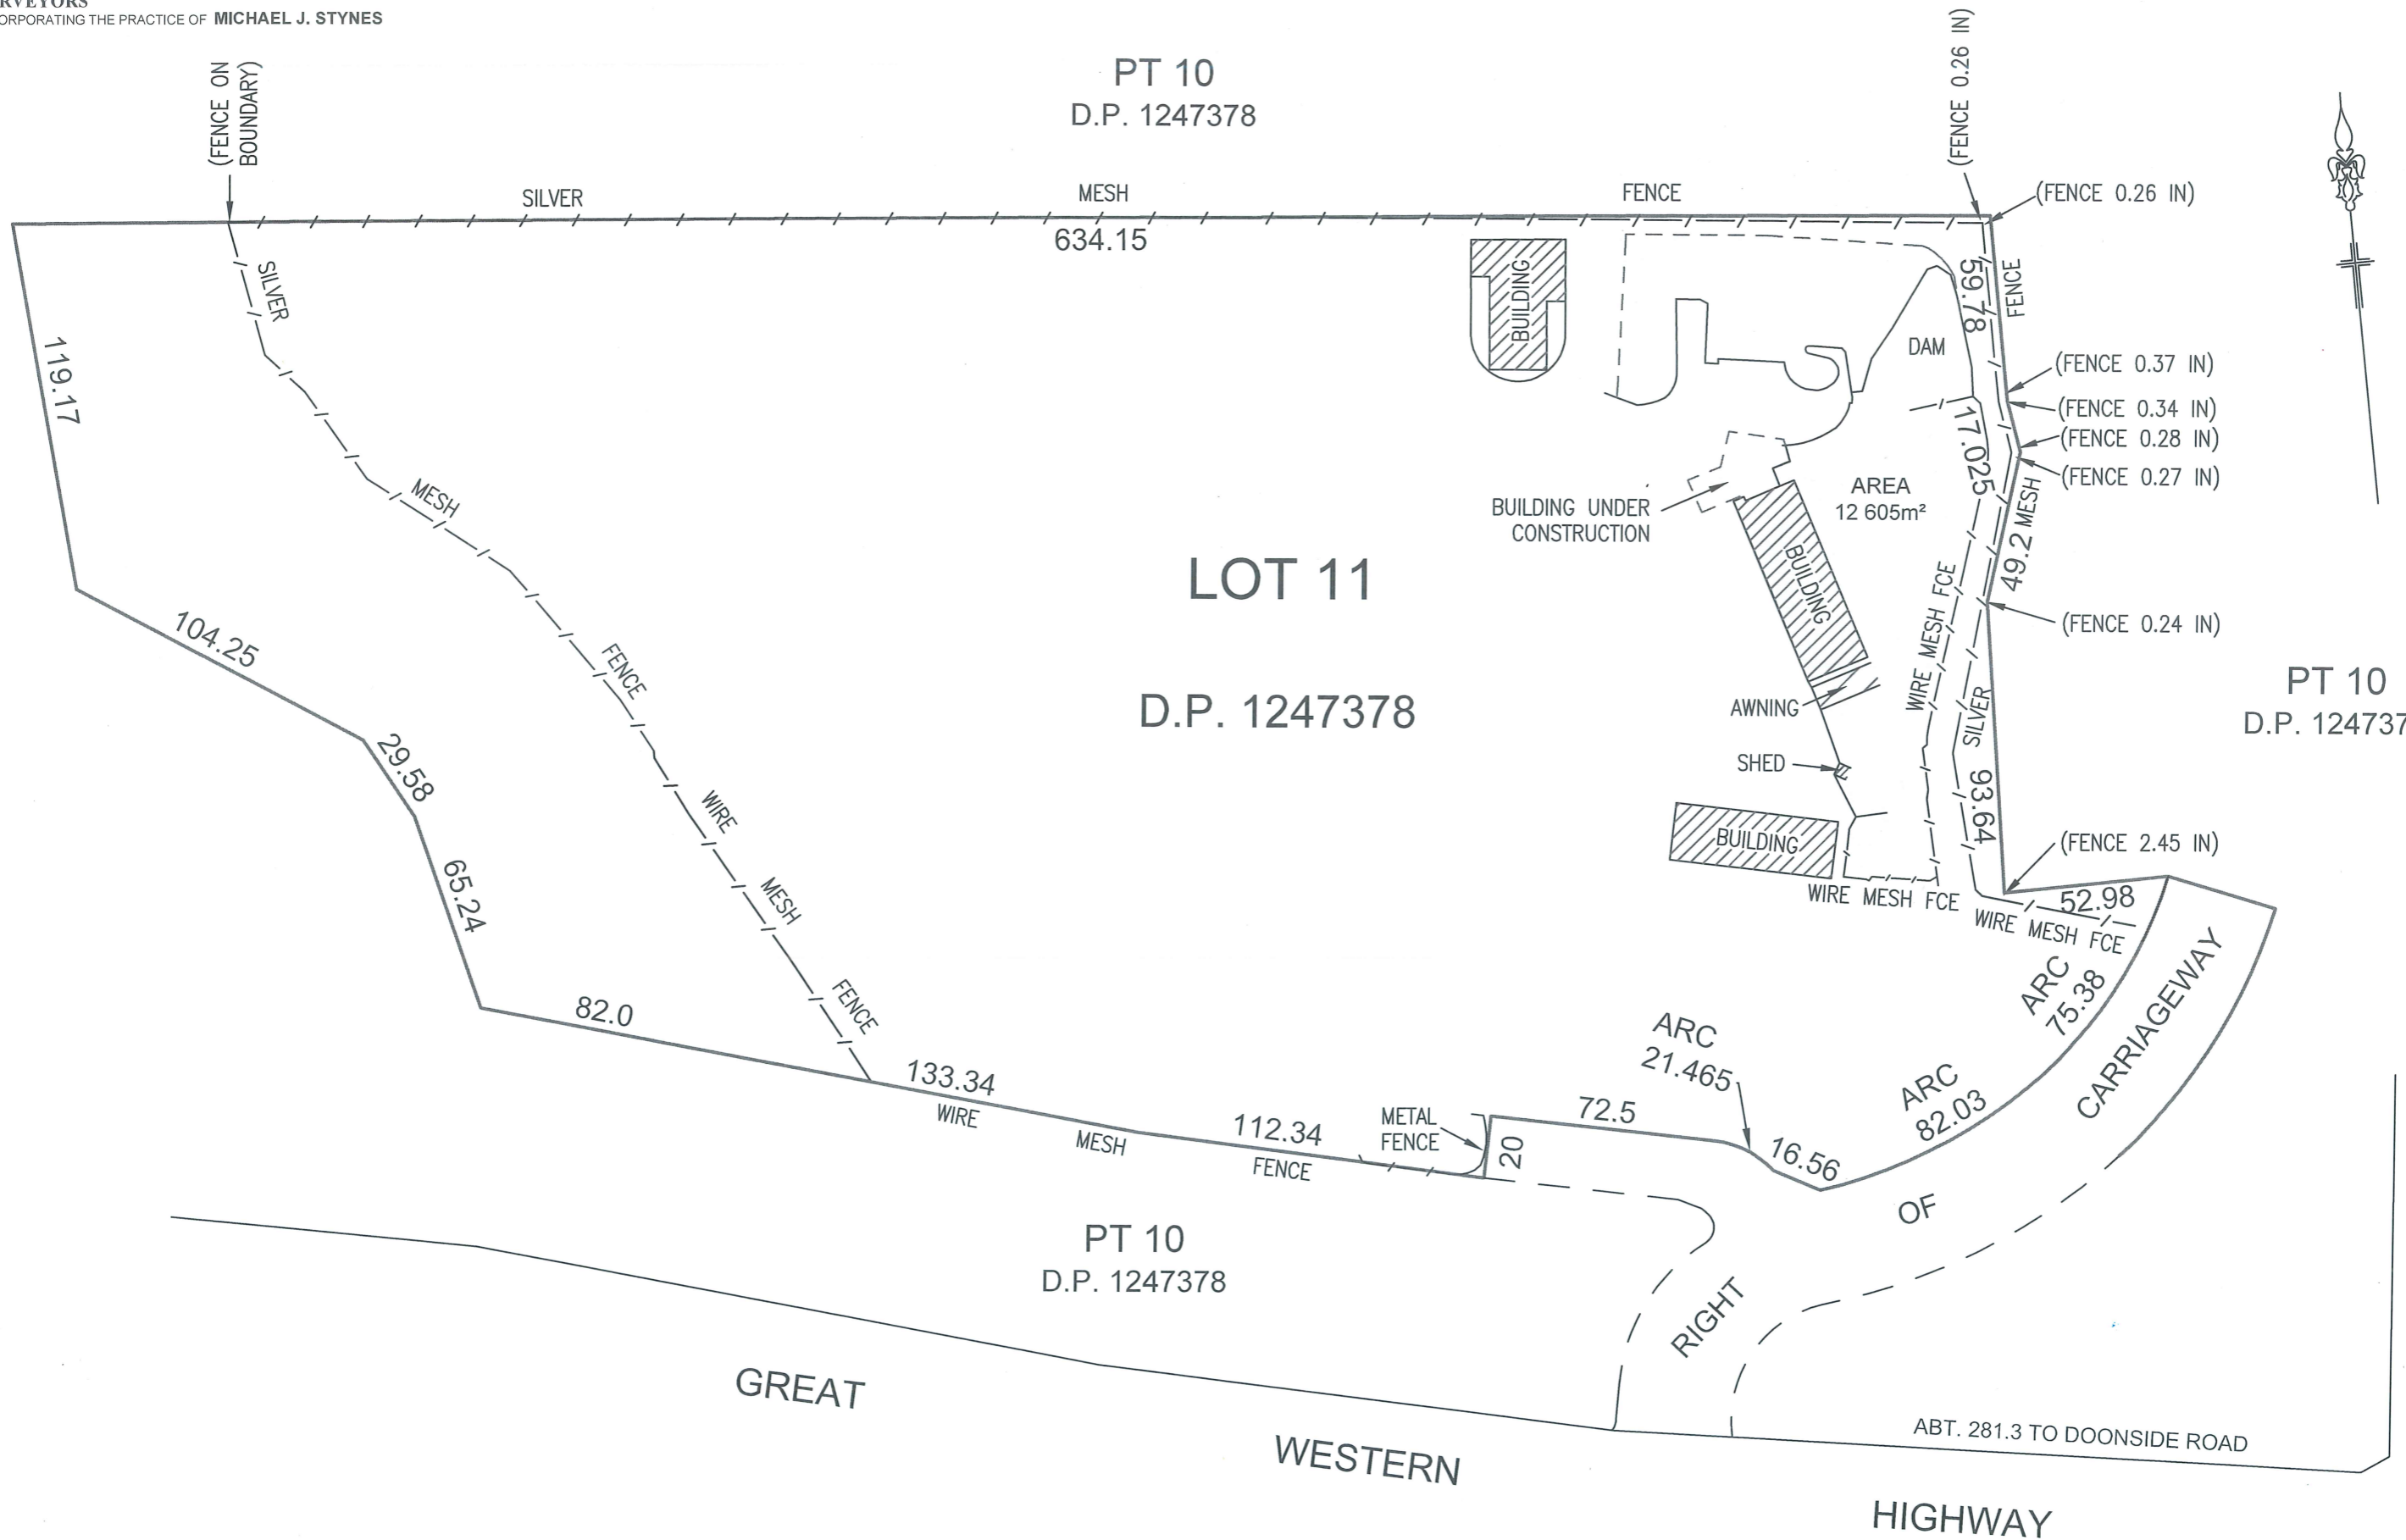 RVEYORS
ORPORATING THE PRACTICE OF MICHAEL J. STYNES
(FENCE ON
BOUNDARY)
PT 10
D.P. 1247378
(FENCE 0.26 IN)
SILVER
MESH
FENCE
(FENCE 0.26 IN)
634.15
SILVER
BUILDING
59.78
FENCE
DAM
119.17
(FENCE 0.37 IN)
(FENCE 0.34 IN)
(FENCE 0.28 IN)
(FENCE 0.27 IN)
17.025
MESH
AREA
12 605m²
49.2 MESH
BUILDING UNDER
CONSTRUCTION
BUILDING
LOT 11
WIRE MESH FCE
(FENCE 0.24 IN)
104.25
FENCE
D.P. 1247378
AWNING
SILVER
PT 10
D.P. 124737
29.58
SHED
93.64
WIRE
BUILDING
(FENCE 2.45 IN)
65.24
MESH
WIRE MESH FCE
52.98
WIRE MESH FCE
82.0
FENCE
ARC
75.38
CARRIAGEWAY
ARC
21.465
133.34
WIRE
MESH
112.34
FENCE
METAL
FENCE
20
72.5
16.56
ARC
82.03
OF
PT 10
D.P. 1247378
RIGHT
GREAT
WESTERN
HIGHWAY
ABT. 281.3 TO DOONSIDE ROAD